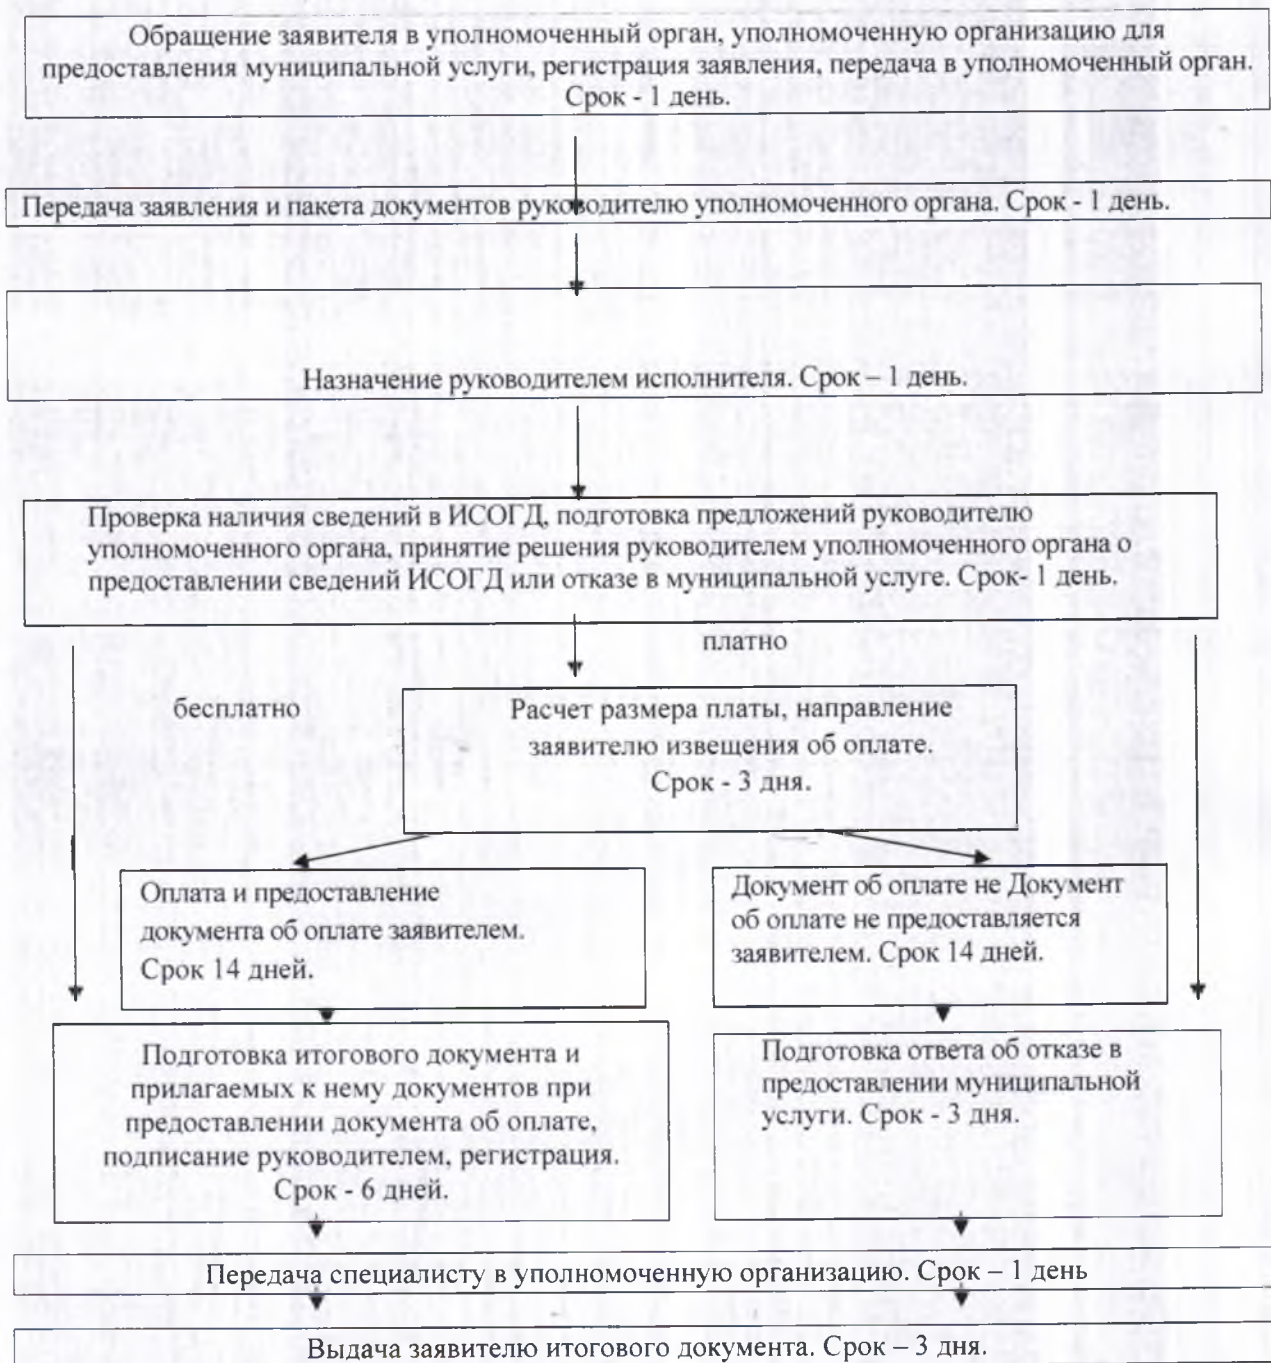 Обращение заявителя в уполномоченный орган, уполномоченную организацию для
предоставления муниципальной услуги, регистрация заявления, передача в уполномоченный орган.
Срок - 1 день.
Передача заявления и пакета документов руководителю уполномоченного органа. Срок - 1 день.
Назначение руководителем исполнителя. Срок – 1 день.
Проверка наличия сведений в ИСОГД, подготовка предложений руководителю
уполномоченного органа, принятие решения руководителем уполномоченного органа о
предоставлении сведений ИСОГД или отказе в муниципальной услуге. Срок- 1 день.
платно
бесплатно
Расчет размера платы, направление
заявителю извещения об оплате.
Срок - 3 дня.
Оплата и предоставление
документа об оплате заявителем.
Срок 14 дней.
Документ об оплате не Документ
об оплате не предоставляется
заявителем. Срок 14 дней.
Подготовка итогового документа и
прилагаемых к нему документов при
предоставлении документа об оплате,
подписание руководителем, регистрация.
Срок - 6 дней.
Подготовка ответа об отказе в
предоставлении муниципальной
услуги. Срок - 3 дня.
Передача специалисту в уполномоченную организацию. Срок – 1 день
Выдача заявителю итогового документа. Срок – 3 дня.